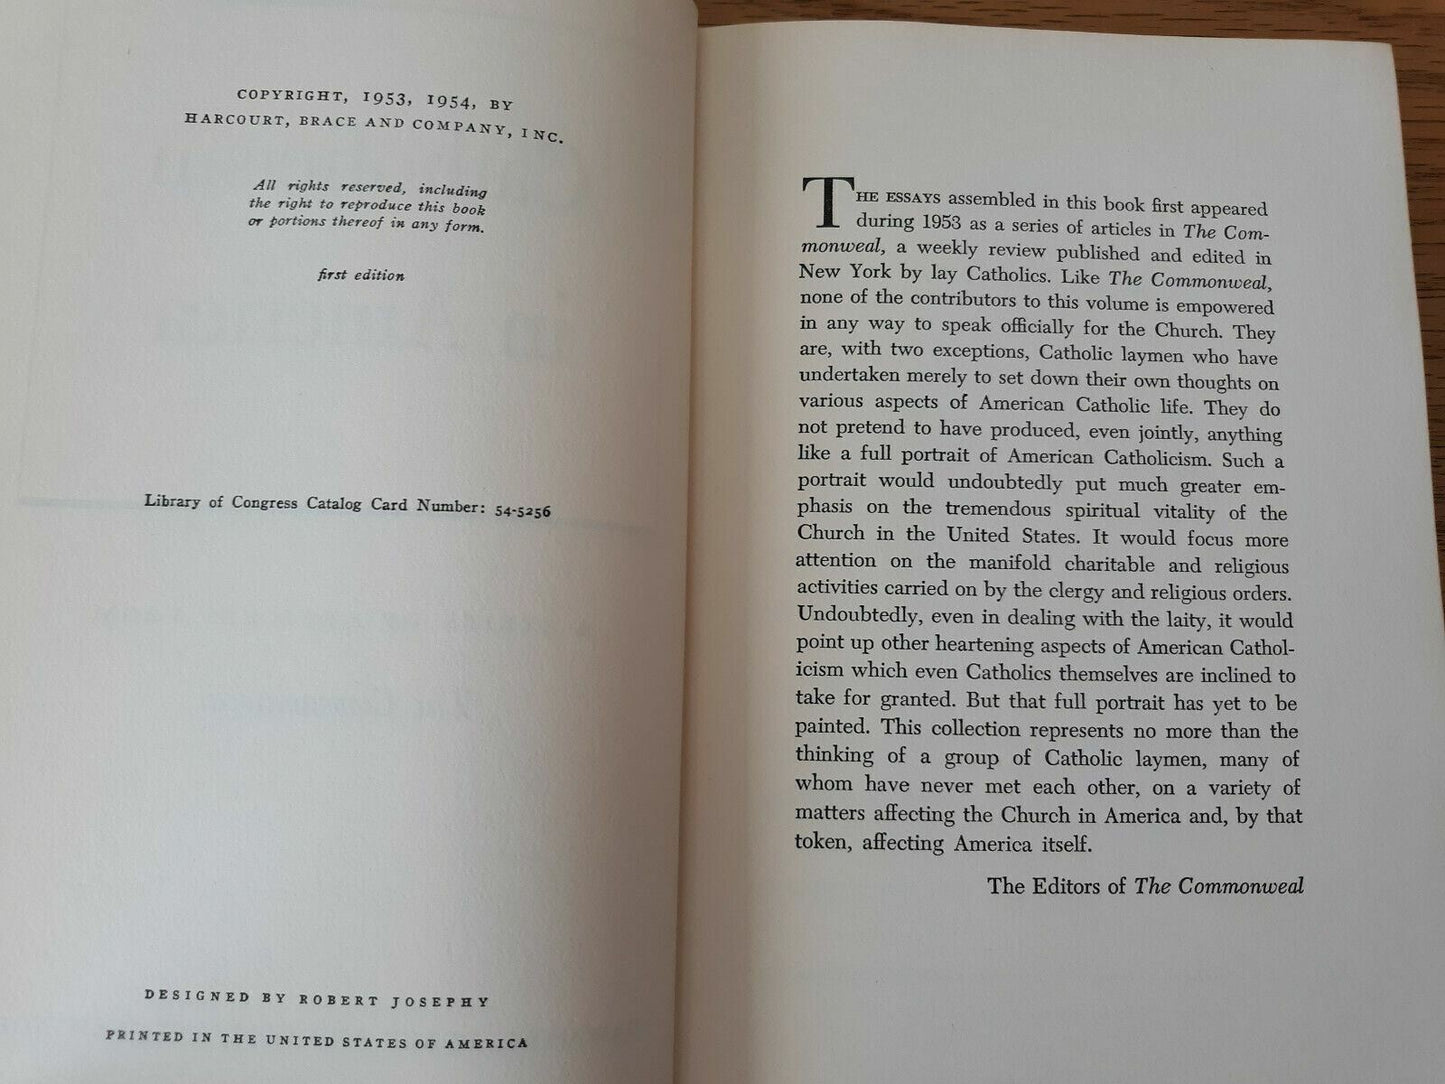 COPYRIGHT, 1953, 1954, BY
HARCOURT, BRACE AND COMPANY, INC.
All rights reserved, including
the right to reproduce this book
or portions thereof in any form.
first edition
Library of Congress Catalog Card Number: 54-5256
DESIGNED BY ROBERT JOSEPHY
PRINTED IN THE UNITED STATES OF AMERICA
THE ESSAYS assembled in this book first appeared
during 1953 as a series of articles in The Com-
monweal, a weekly review published and edited in
New York by lay Catholics. Like The Commonweal,
none of the contributors to this volume is empowered
in any way to speak officially for the Church. They
are, with two exceptions, Catholic laymen who have
undertaken merely to set down their own thoughts on
various aspects of American Catholic life. They do
not pretend to have produced, even jointly, anything
like a full portrait of American Catholicism. Such a
portrait would undoubtedly put much greater em-
phasis on the tremendous spiritual vitality of the
Church in the United States. It would focus more
attention on the manifold charitable and religious
activities carried on by the clergy and religious orders.
Undoubtedly, even in dealing with the laity, it would
point up other heartening aspects of American Cathol-
icism which even Catholics themselves are inclined to
take for granted. But that full portrait has yet to be
painted. This collection represents no more than the
thinking of a group of Catholic laymen, many of
whom have never met each other, on a variety of
matters affecting the Church in America and, by that
token, affecting America itself.
The Editors of The Commonweal